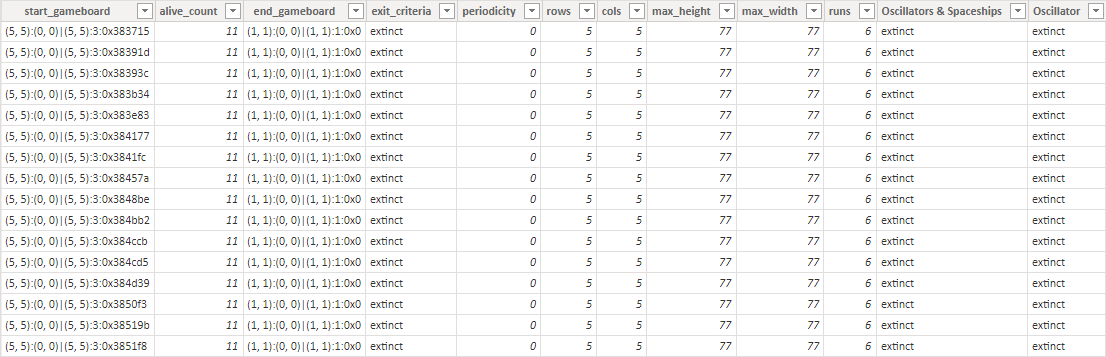 start_gameboard alive_count end_gameboard exit_criteria periodicity rows cols max_height max_width runs Oscillators & Spaceships Oscillator
(5, 5):(0, 0)|(5, 5):3:0x383715 11 (1, 1):(0, 0)|(1, 1):1:0x0 extinct 0 5 5 77 77 6 extinct extinct
(5, 5):(0, 0)|(5, 5):3:0x38391d 11 (1, 1):(0, 0)|(1, 1):1:0x0 extinct 0 5 5 77 77 6 extinct extinct
(5, 5):(0, 0)|(5, 5):3:0x38393c 11 (1, 1):(0, 0)|(1, 1):1:0x0 extinct 0 5 5 77 77 6 extinct extinct
(5, 5):(0, 0)|(5, 5):3:0x383b34 11 (1, 1):(0, 0)|(1, 1):1:0x0 extinct 0 5 5 77 77 6 extinct extinct
(5, 5):(0, 0)|(5, 5):3:0x383e83 11 (1, 1):(0, 0)|(1, 1):1:0x0 extinct 0 5 5 77 77 6 extinct extinct
(5, 5):(0, 0)|(5, 5):3:0x384177 11 (1, 1):(0, 0)|(1, 1):1:0x0 extinct 0 5 5 77 77 6 extinct extinct
(5, 5):(0, 0)|(5, 5):3:0x3841fc 11 (1, 1):(0, 0)|(1, 1):1:0x0 extinct 0 5 5 77 77 6 extinct extinct
(5, 5):(0, 0)|(5, 5):3:0x38457a 11 (1, 1):(0, 0)|(1, 1):1:0x0 extinct 0 5 5 77 77 6 extinct extinct
(5, 5):(0, 0)|(5, 5):3:0x3848be 11 (1, 1):(0, 0)|(1, 1):1:0x0 extinct 0 5 5 77 77 6 extinct extinct
(5, 5):(0, 0)|(5, 5):3:0x384bb2 11 (1, 1):(0, 0)|(1, 1):1:0x0 extinct 0 5 5 77 77 6 extinct extinct
(5, 5):(0, 0)|(5, 5):3:0x384ccb 11 (1, 1):(0, 0)|(1, 1):1:0x0 extinct 0 5 5 77 77 6 extinct extinct
(5, 5):(0, 0)|(5, 5):3:0x384cd5 11 (1, 1):(0, 0)|(1, 1):1:0x0 extinct 0 5 5 77 77 6 extinct extinct
(5, 5):(0, 0)|(5, 5):3:0x384d39 11 (1, 1):(0, 0)|(1, 1):1:0x0 extinct 0 5 5 77 77 6 extinct extinct
(5, 5):(0, 0)|(5, 5):3:0x3850f3 11 (1, 1):(0, 0)|(1, 1):1:0x0 extinct 0 5 5 77 77 6 extinct extinct
(5, 5):(0, 0)|(5, 5):3:0x38519b 11 (1, 1):(0, 0)|(1, 1):1:0x0 extinct 0 5 5 77 77 6 extinct extinct
(5, 5):(0, 0)|(5, 5):3:0x3851f8 11 (1, 1):(0, 0)|(1, 1):1:0x0 extinct 0 5 5 77 77 6 extinct extinct